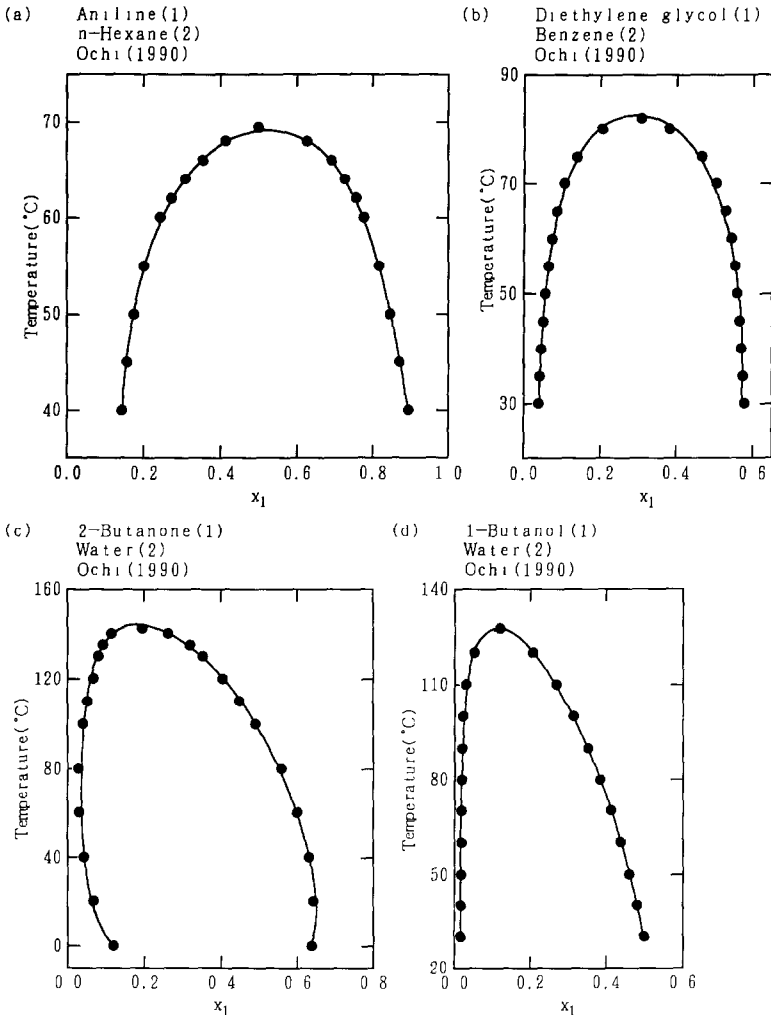 (a) Aniline(1)
n-Hexane(2)
Ochi(1990)
70
60
50
40
Temperature(°C)
0.0 0.2 0.4 0.6 0.8 1 0
x1
(b) Diethylene glycol(1)
Benzene(2)
Ochi(1990)
90
70
50
30
Temperature(°C)
0.0 0.2 0.4 0.6
x1
(c) 2-Butanone(1)
Water(2)
Ochi(1990)
160
120
80
40
0
Temperature(°C)
0 0 0.2 0.4 0 6 0 8
x1
(d) 1-Butanol(1)
Water(2)
Ochi(1990)
140
110
80
50
20
Temperature(°C)
0 0 0.2 0.4 0 6
x1